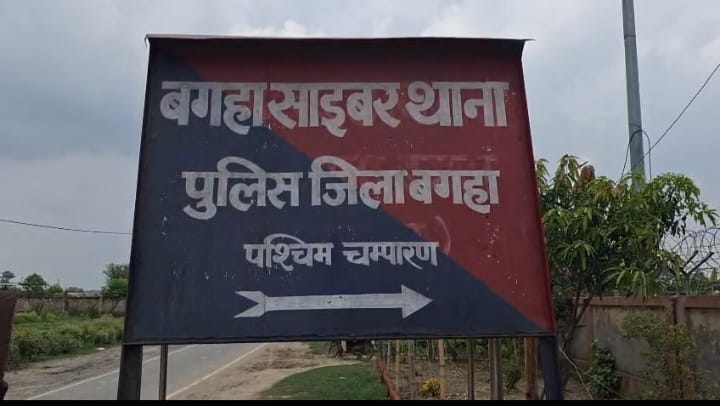 बगहा साइबर थाना
पुलिस जिला बगहा
पश्चिम चम्पारण